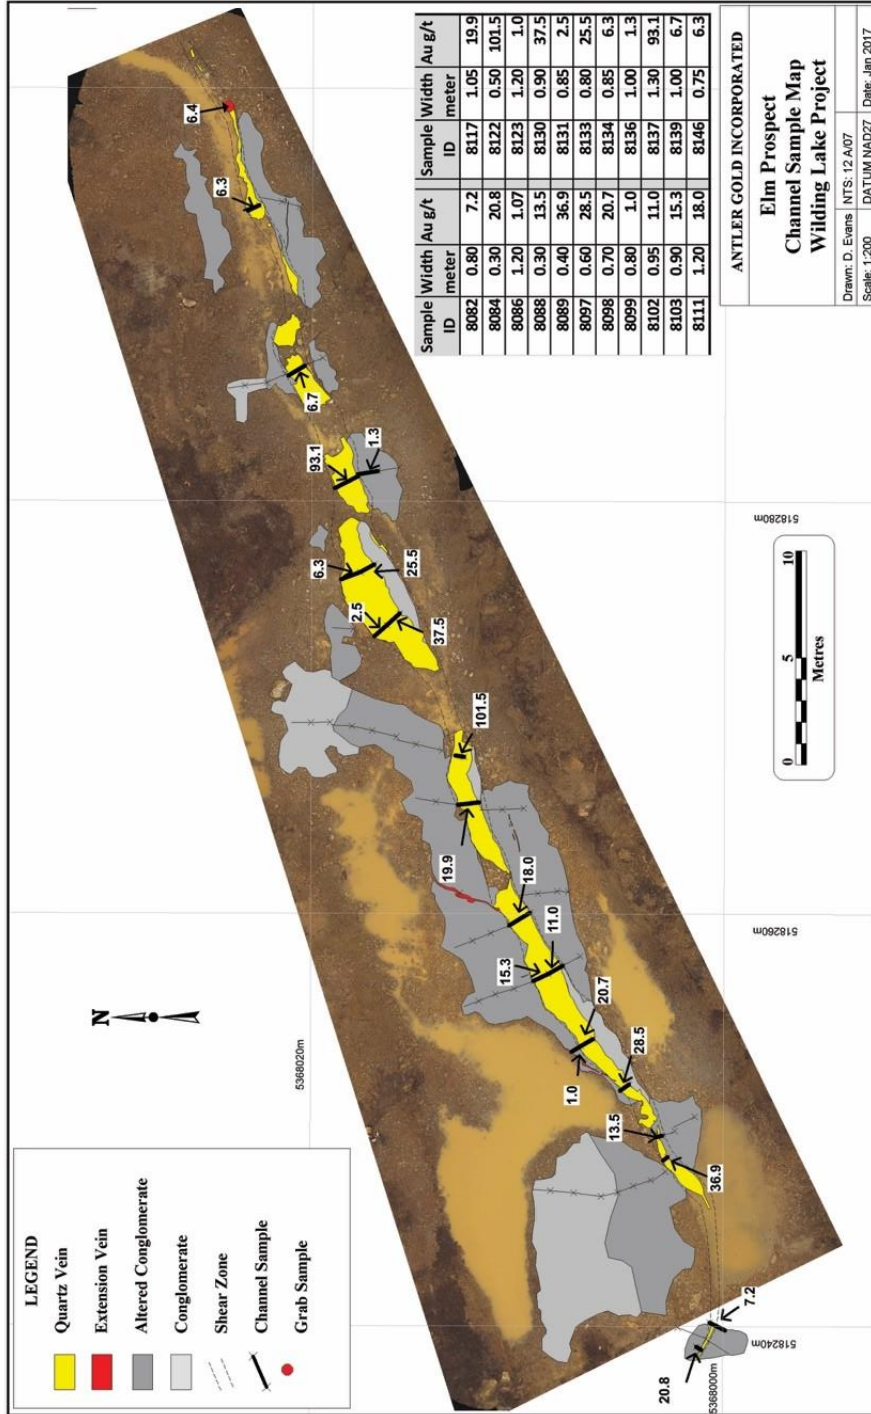 LEGEND
Quartz Vein
Extension Vein
Altered Conglomerate
Conglomerate
Shear Zone
Channel Sample
Grab Sample
N
5368020m
5368000m
518240m
518260m
518280m
20.8
7.2
36.9
13.5
28.5
1.0
20.7
15.3
11.0
18.0
19.9
101.5
2.5
37.5
6.3
25.5
93.1
1.3
6.7
6.3
6.4
0 5 10
Metres
Sample ID Width meter Au g/t Sample ID Width meter Au g/t
8082 0.80 7.2 8117 1.05 19.9
8084 0.30 20.8 8122 0.50 101.5
8086 1.20 1.07 8123 1.20 1.0
8088 0.30 13.5 8130 0.90 37.5
8089 0.40 36.9 8131 0.85 2.5
8097 0.60 28.5 8133 0.80 25.5
8098 0.70 20.7 8134 0.85 6.3
8099 0.80 1.0 8136 1.00 1.3
8102 0.95 11.0 8137 1.30 93.1
8103 0.90 15.3 8139 1.00 6.7
8111 1.20 18.0 8146 0.75 6.3
ANTLER GOLD INCORPORATED
Elm Prospect
Channel Sample Map
Wilding Lake Project
Drawn: D. Evans NTS: 12 A/07
Scale: 1:200 DATUM NAD27 Date: Jan 2017